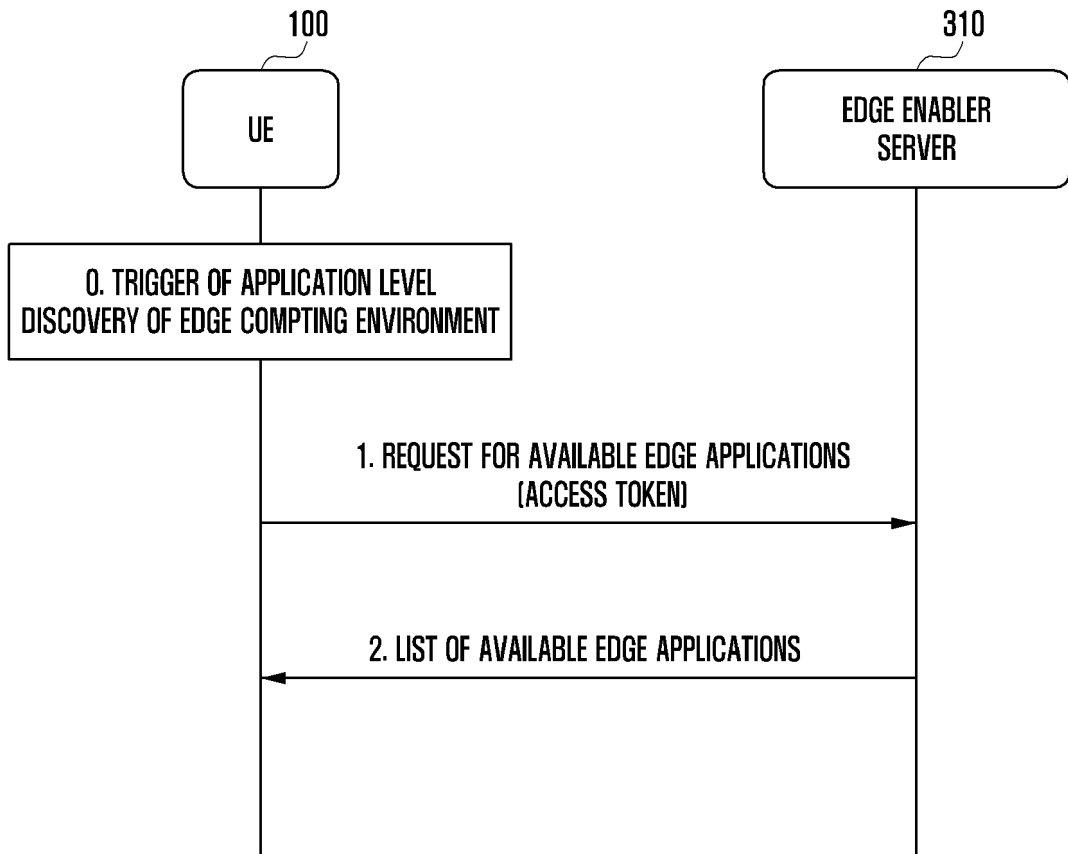 100
310
UE
EDGE ENABLER
SERVER
0. TRIGGER OF APPLICATION LEVEL
DISCOVERY OF EDGE COMPTING ENVIRONMENT
1. REQUEST FOR AVAILABLE EDGE APPLICATIONS
(ACCESS TOKEN)
2. LIST OF AVAILABLE EDGE APPLICATIONS